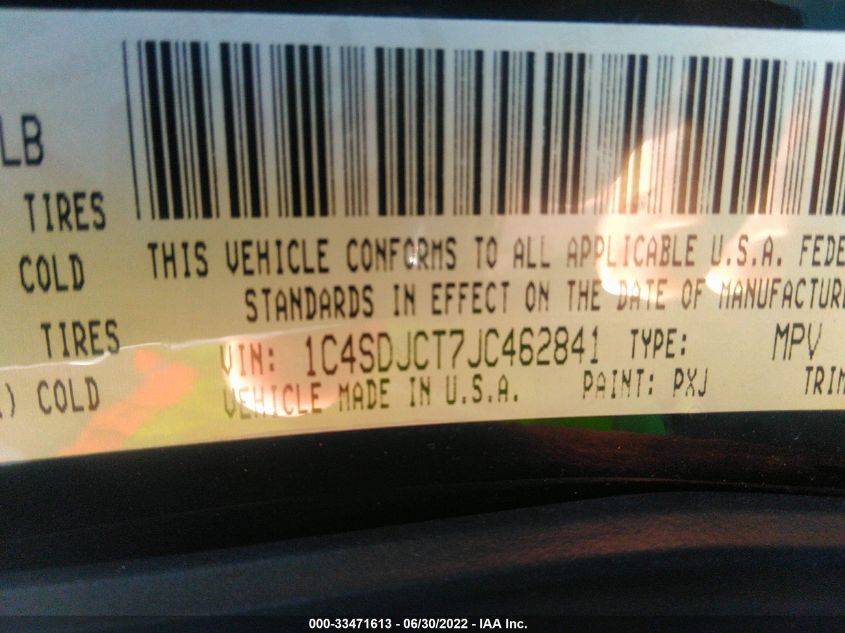 LB
TIRES
COLD
THIS VEHICLE CONFORMS TO ALL APPLICABLE U.S.A. FEDE
STANDARDS IN EFFECT ON THE DATE OF MANUFACTURE
TIRES
VIN: 1C4SDJCT7JC462841 TYPE: MPV
) COLD
VEHICLE MADE IN U.S.A. PAINT: PXJ TRIM
000-33471613 - 06/30/2022 - IAA Inc.